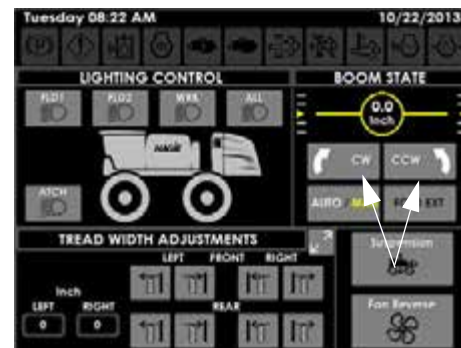 Tuesday 08:22 AM 10/22/2013
LIGHTING CONTROL
BOOM STATE
FLD1 FLD2 WRK ALL
0.0
Inch
HAGIE
CW CCW
ATCH
AUTO
EXT
TREAD WIDTH ADJUSTMENTS
Suspension
LEFT FRONT RIGHT
Inch
LEFT RIGHT
REAR
Fan Reverse
0 0